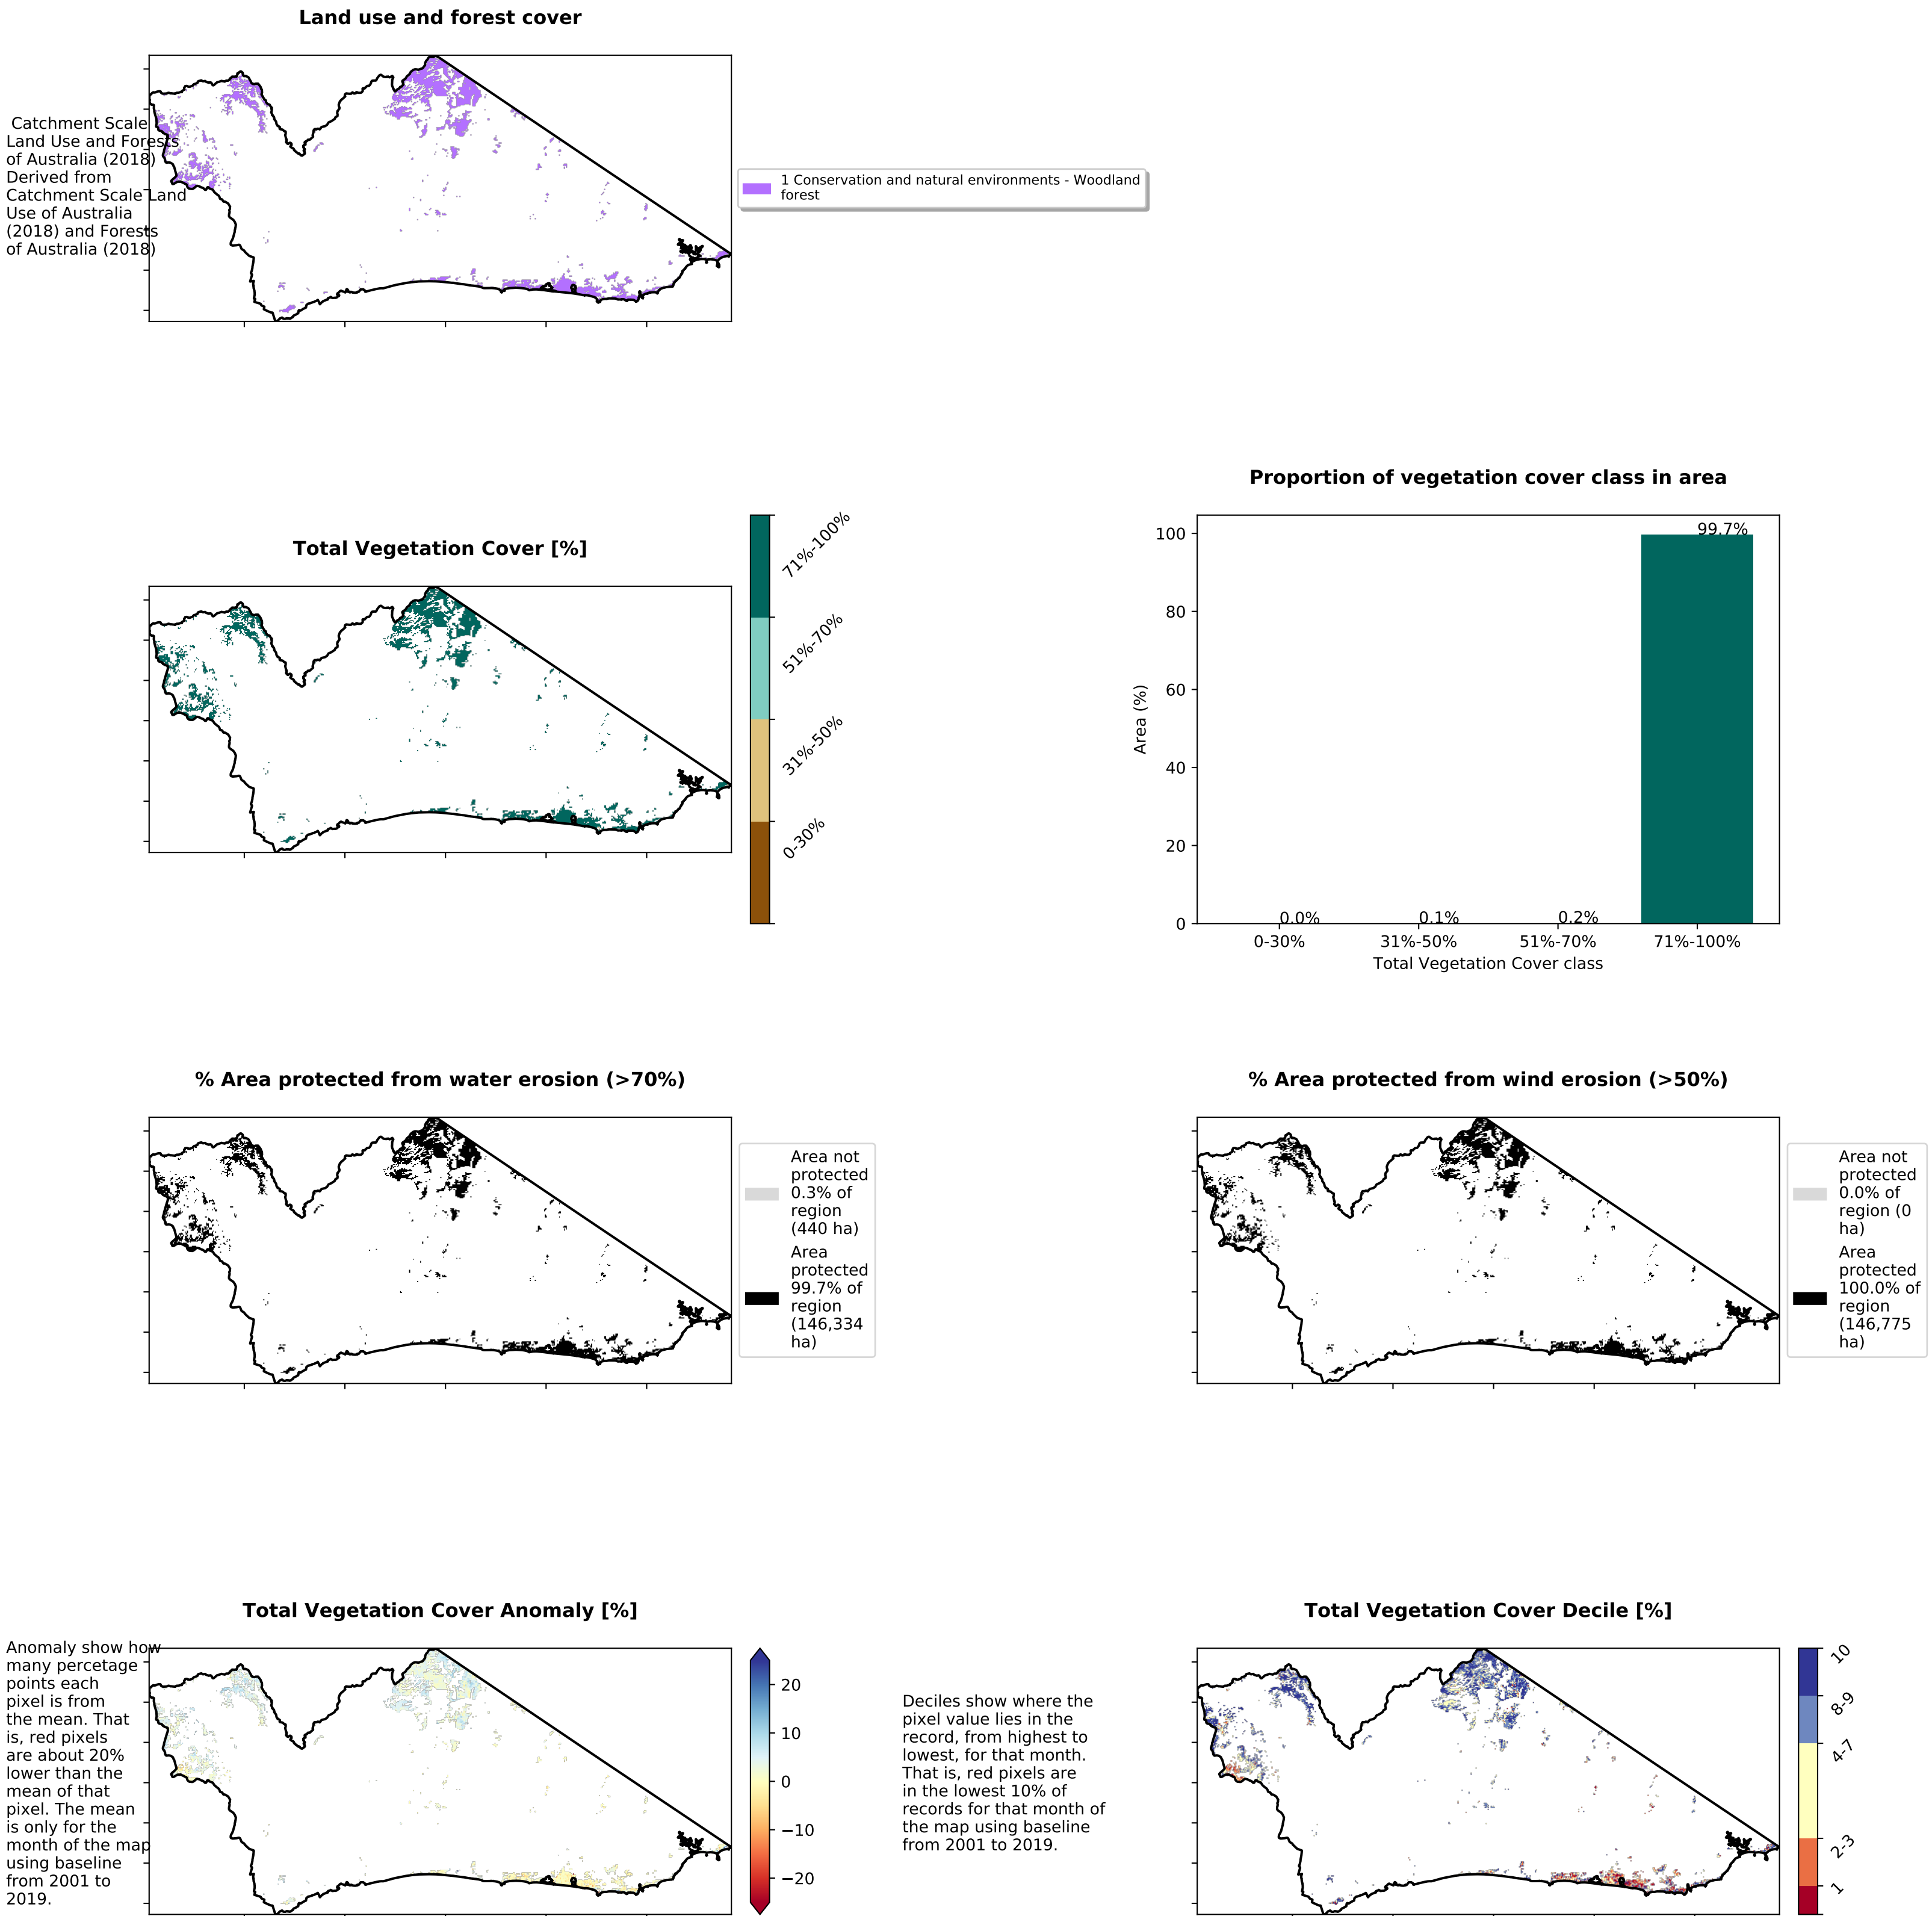 Land use and forest cover
Catchment Scale
Land Use and Forests
of Australia (2018)
Derived from
Catchment Scale Land
Use of Australia
(2018) and Forests
of Australia (2018)
1 Conservation and natural environments - Woodland
forest
Total Vegetation Cover [%]
71%-100%
51%-70%
31%-50%
0-30%
Proportion of vegetation cover class in area
100
80
60
40
20
0
Area (%)
0.0%
0.1%
0.2%
99.7%
0-30%
31%-50%
51%-70%
71%-100%
Total Vegetation Cover class
% Area protected from water erosion (>70%)
Area not
protected
0.3% of
region
(440 ha)
Area
protected
99.7% of
region
(146,334
ha)
% Area protected from wind erosion (>50%)
Area not
protected
0.0% of
region (0
ha)
Area
protected
100.0% of
region
(146,775
ha)
Total Vegetation Cover Anomaly [%]
Anomaly show how
many percetage
points each
pixel is from
the mean. That
is, red pixels
are about 20%
lower than the
mean of that
pixel. The mean
is only for the
month of the map
using baseline
from 2001 to
2019.
20
10
0
−10
−20
Total Vegetation Cover Decile [%]
Deciles show where the
pixel value lies in the
record, from highest to
lowest, for that month.
That is, red pixels are
in the lowest 10% of
records for that month of
the map using baseline
from 2001 to 2019.
10
8-9
4-7
2-3
1